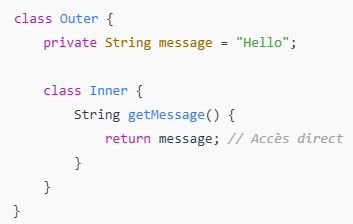 class Outer {
    private String message = "Hello";

    class Inner {
        String getMessage() {
            return message; // Accès direct
        }
    }
}